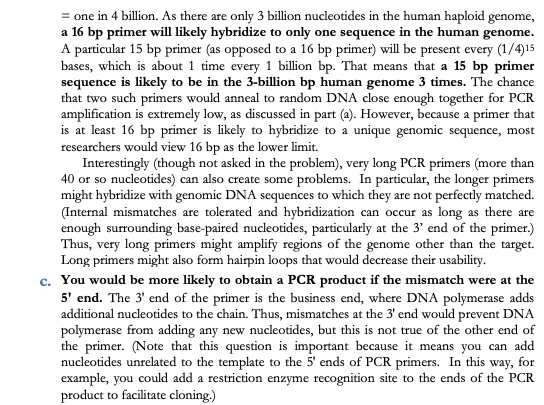 = one in 4 billion. As there are only 3 billion nucleotides in the human haploid genome,
a 16 bp primer will likely hybridize to only one sequence in the human genome.
A particular 15 bp primer (as opposed to a 16 bp primer) will be present every (1/4)15
bases, which is about 1 time every 1 billion bp. That means that a 15 bp primer
sequence is likely to be in the 3-billion bp human genome 3 times. The chance
that two such primers would anneal to random DNA close enough together for PCR
amplification is extremely low, as discussed in part (a). However, because a primer that
is at least 16 bp primer is likely to hybridize to a unique genomic sequence, most
researchers would view 16 bp as the lower limit.
Interestingly (though not asked in the problem), very long PCR primers (more than
40 or so nucleotides) can also create some problems. In particular, the longer primers
might hybridize with genomic DNA sequences to which they are not perfectly matched.
(Internal mismatches are tolerated and hybridization can occur as long as there are
enough surrounding base-paired nucleotides, particularly at the 3' end of the primer.)
Thus, very long primers might amplify regions of the genome other than the target.
Long primers might also form hairpin loops that would decrease their usability.
c. You would be more likely to obtain a PCR product if the mismatch were at the
5' end. The 3' end of the primer is the business end, where DNA polymerase adds
additional nucleotides to the chain. Thus, mismatches at the 3' end would prevent DNA
polymerase from adding any new nucleotides, but this is not true of the other end of
the primer. (Note that this question is important because it means you can add
nucleotides unrelated to the template to the 5' ends of PCR primers. In this way, for
example, you could add a restriction enzyme recognition site to the ends of the PCR
product to facilitate cloning.)